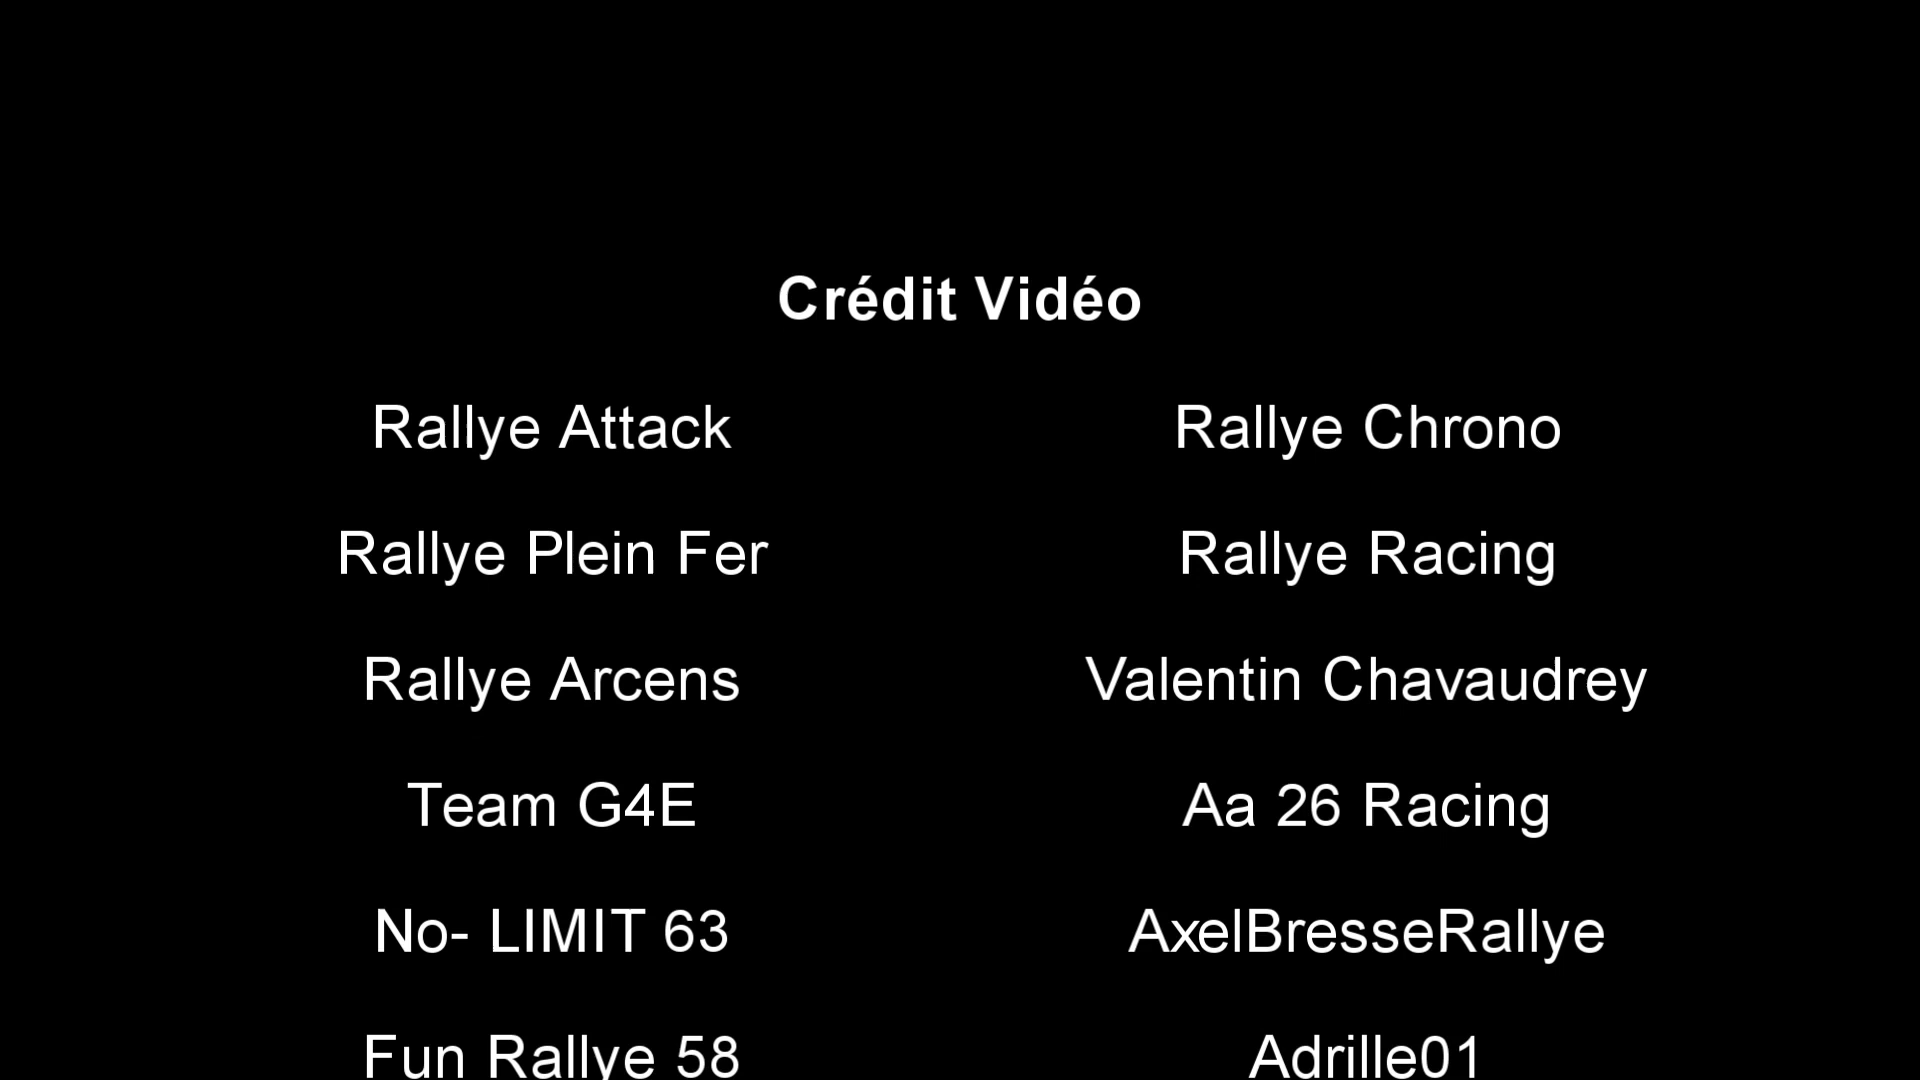 Crédit Vidéo
Rallye Attack Rallye Chrono
Rallye Plein Fer Rallye Racing
Rallye Arcens Valentin Chavaudrey
Team G4E Aa 26 Racing
No- LIMIT 63 AxelBresseRallye
Fun Rallye 58 Adrille01